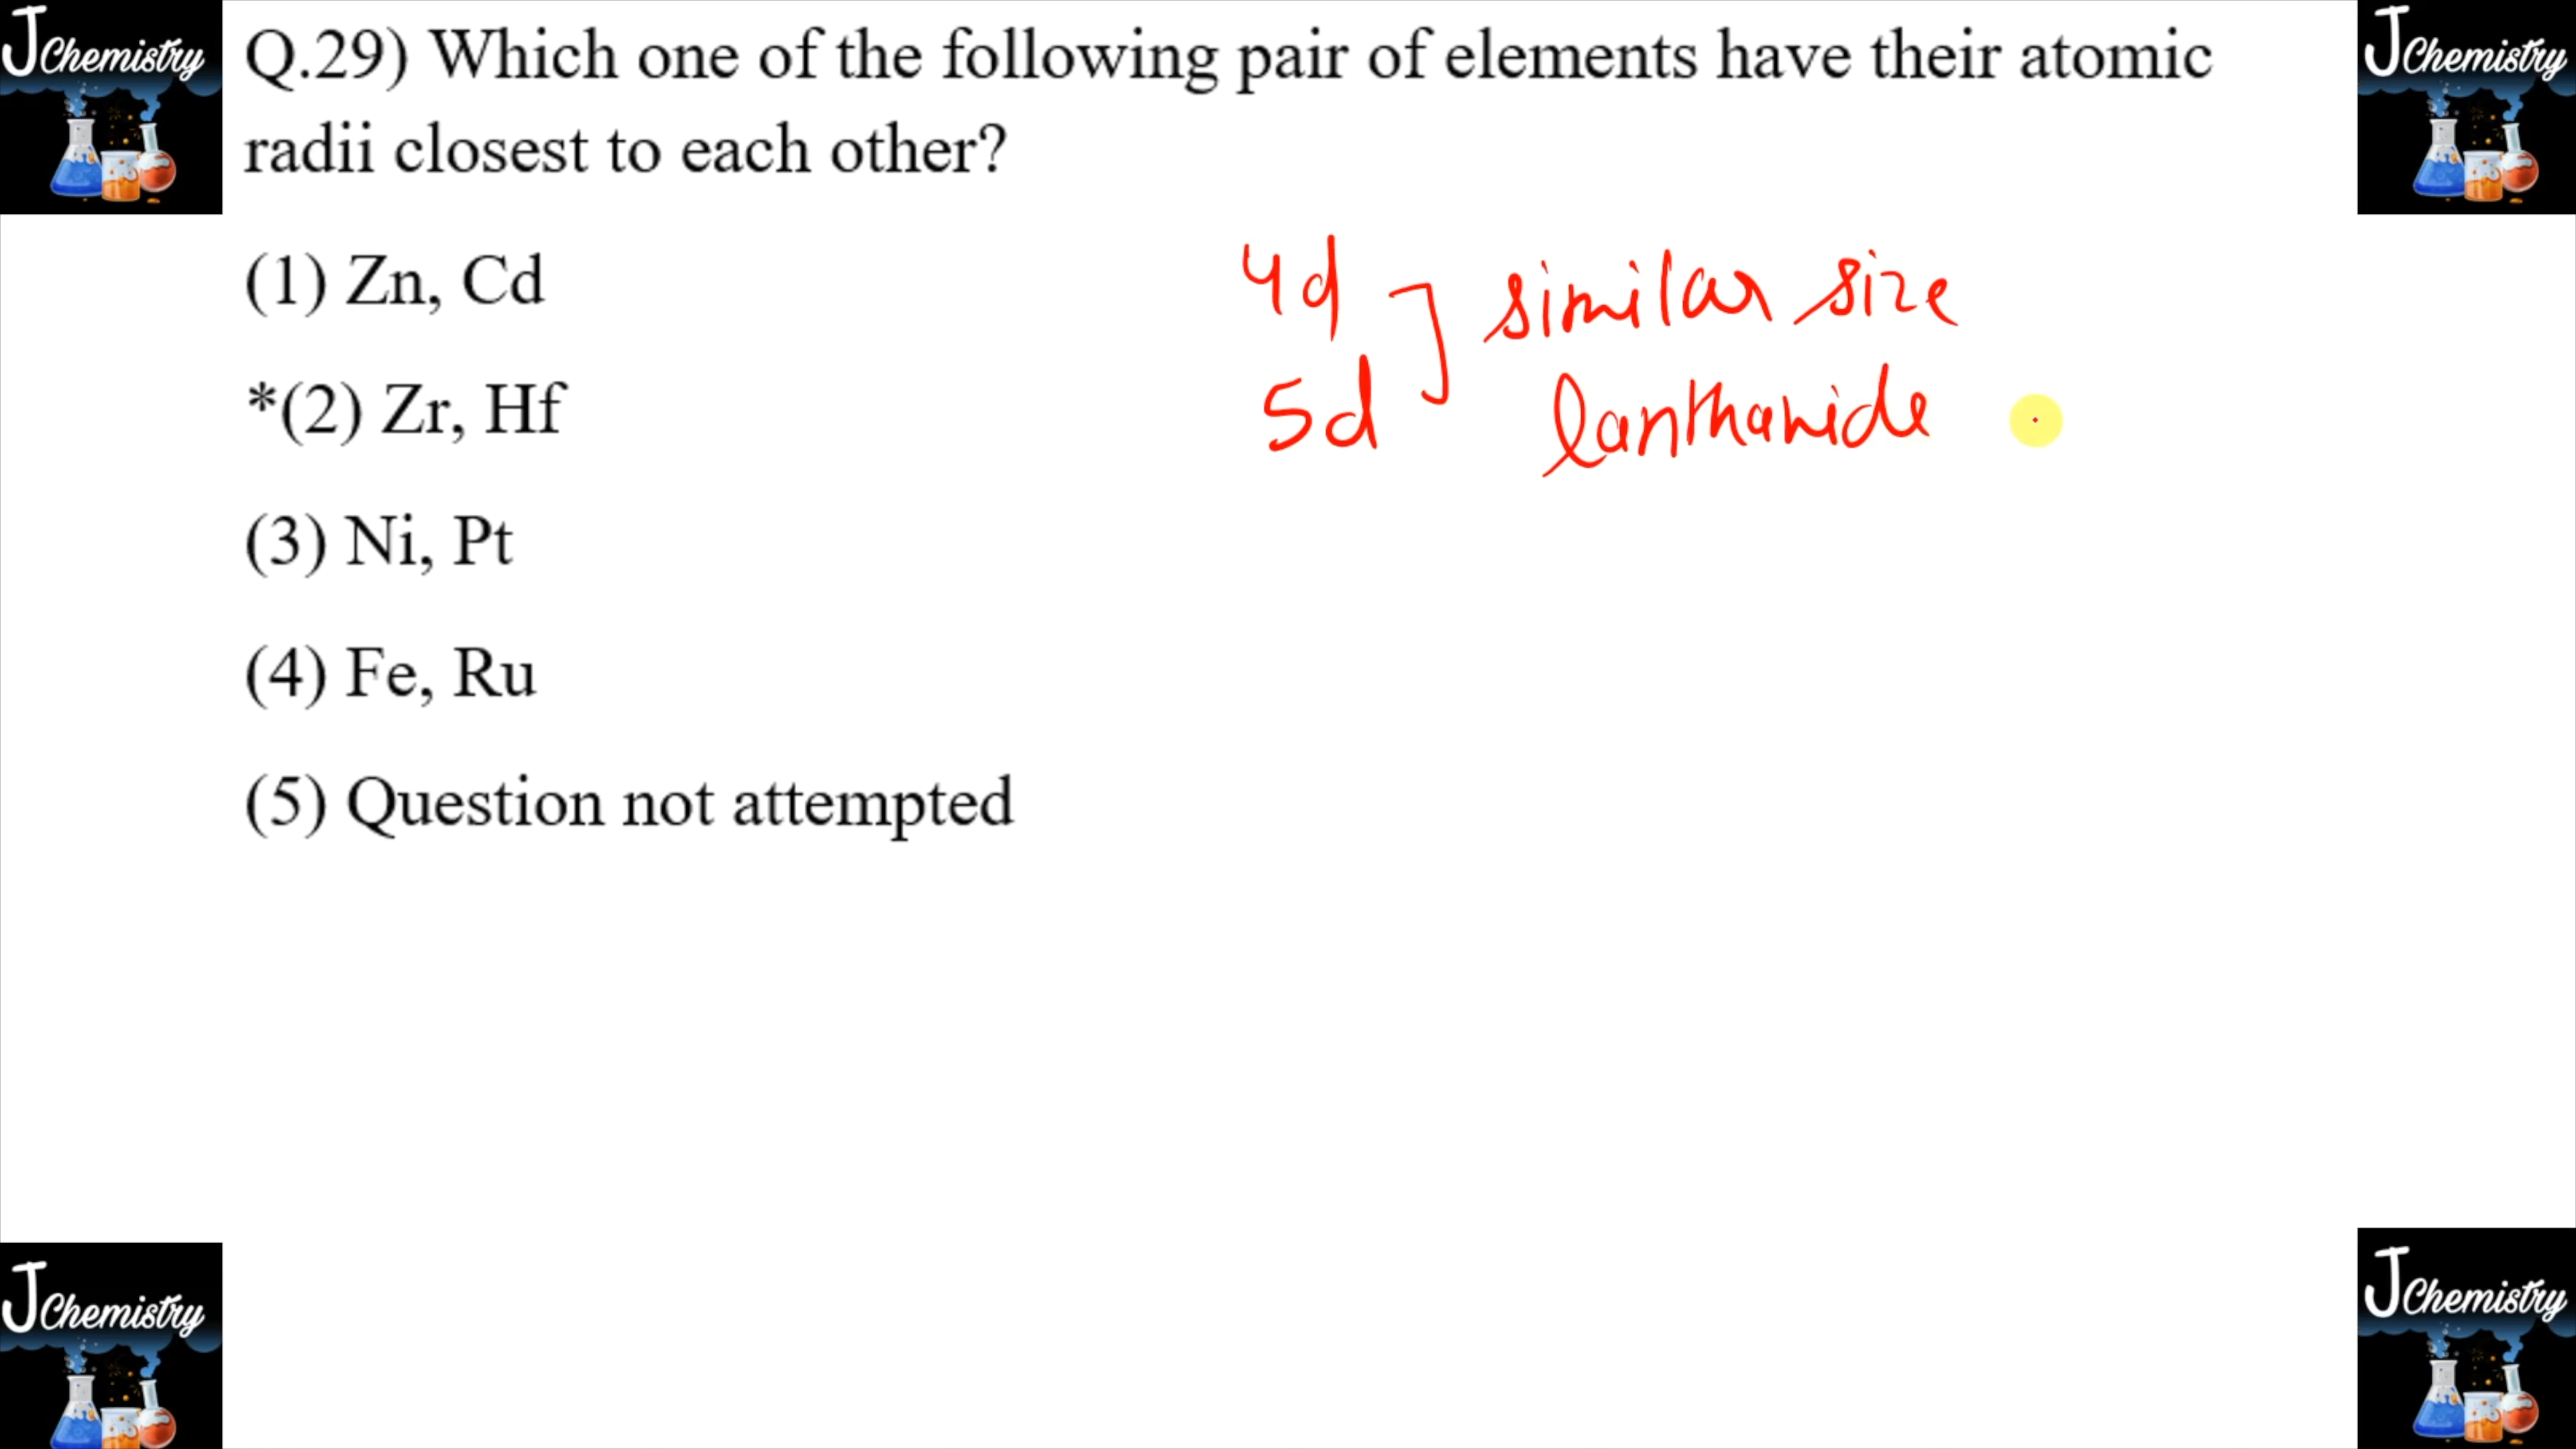 JChemistry
Q.29) Which one of the following pair of elements have their atomic
radii closest to each other?
JChemistry
(1) Zn, Cd
*(2) Zr, Hf
(3) Ni, Pt
(4) Fe, Ru
(5) Question not attempted
4d
5d
similar size
lanthanide
JChemistry
JChemistry